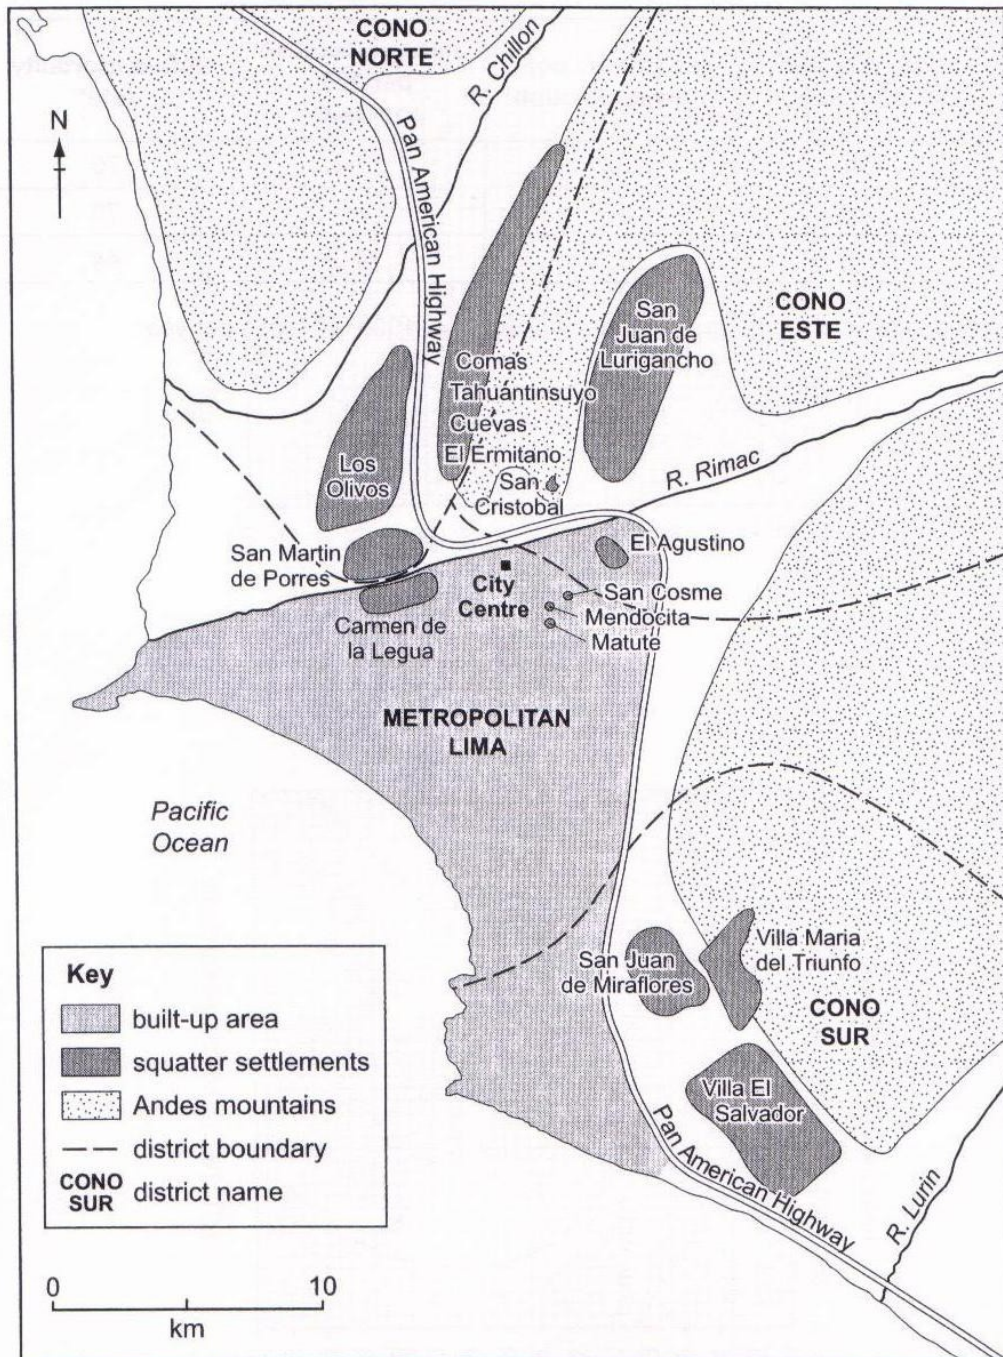 CONO
NORTE
R. Chillon
N
Pan American Highway
CONO
ESTE
San
Juan de
Lurigancho
Comas
Tahuantinsuyo
Cuevas
El Ermitano
Los
Olivos
San
Cristobal
R. Rimac
San Martin
de Porres
El Agustino
City
Centre
San Cosme
Mendocita
Matute
Carmen de
la Legua
METROPOLITAN
LIMA
Pacific
Ocean
Villa Maria
del Triunfo
San Juan
de Miraflores
CONO
SUR
Villa El
Salvador
Pan American Highway
R. Lurin
Key
built-up area
squatter settlements
Andes mountains
district boundary
CONO
SUR
district name
0 10
km